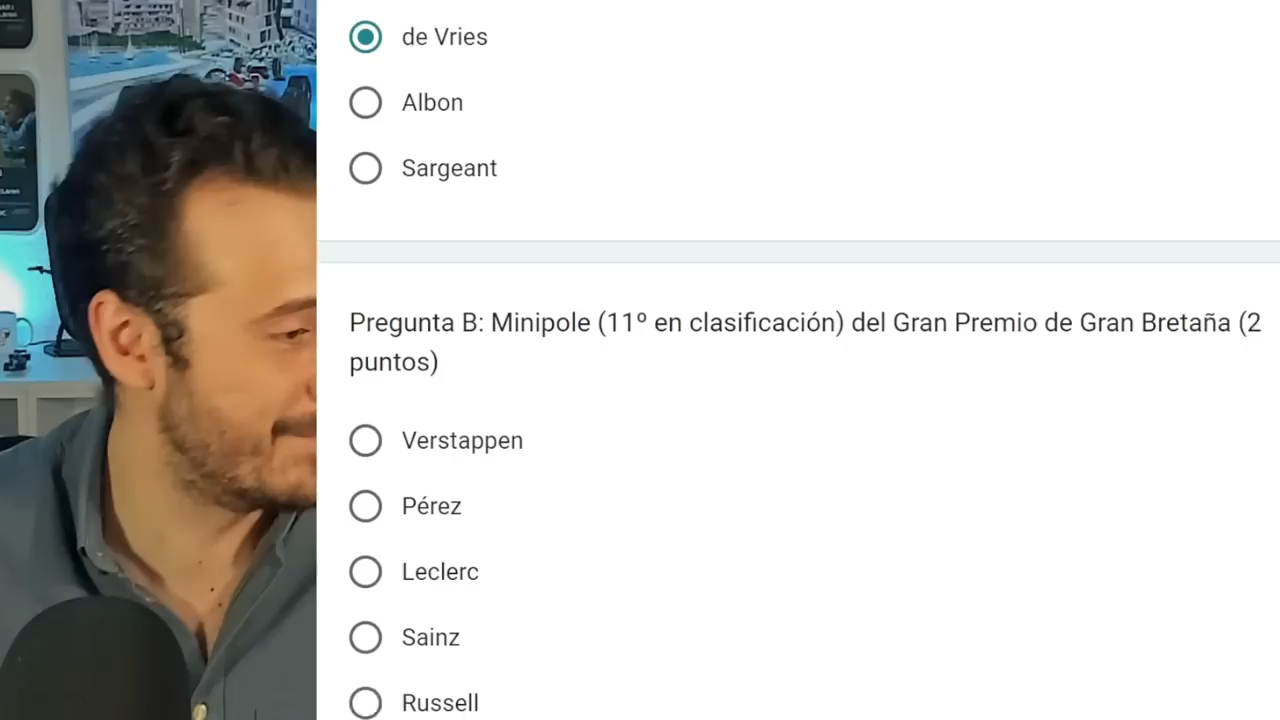 de Vries
Albon
Sargeant
Pregunta B: Minipole (11º en clasificación) del Gran Premio de Gran Bretaña (2
puntos)
Verstappen
Pérez
Leclerc
Sainz
Russell